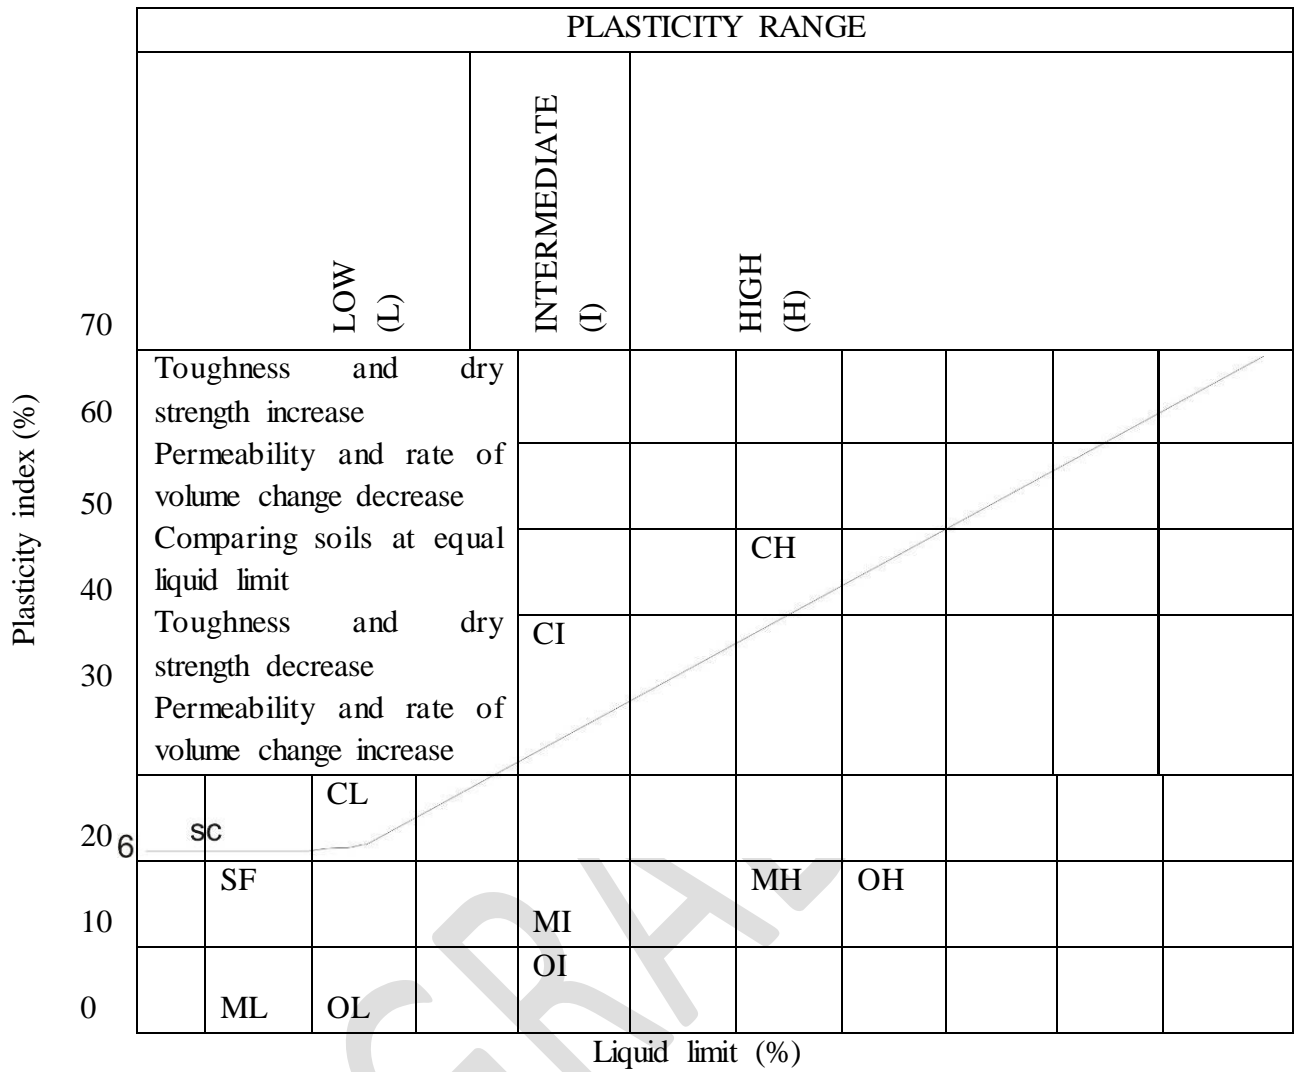 PLASTICITY RANGE
LOW
(L)
INTERMEDIATE
(I)
HIGH
(H)
Plasticity index (%)
70
60
50
40
30
20
10
0
Toughness and dry
strength increase
Permeability and rate of
volume change decrease
Comparing soils at equal
liquid limit
Toughness and dry
strength decrease
Permeability and rate of
volume change increase
CH
CI
CL
6
sc
SF
MH
OH
MI
OI
ML
OL
Liquid limit (%)